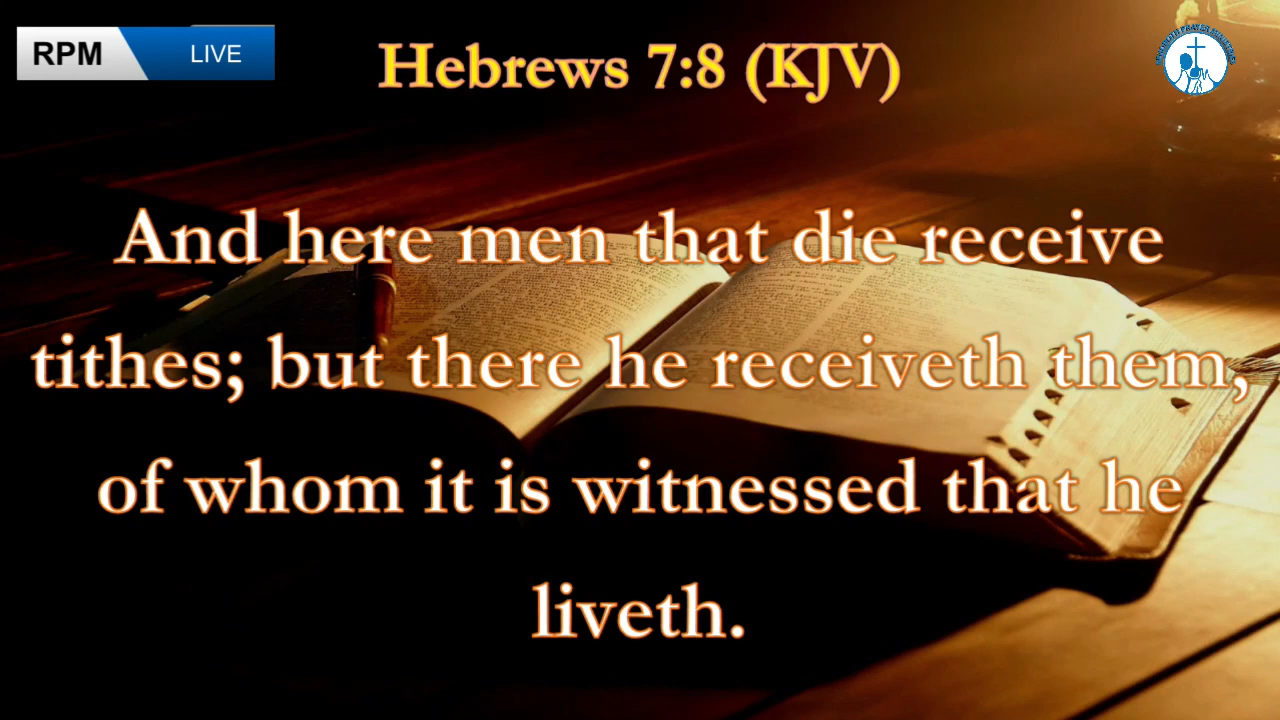 RPM LIVE
Hebrews 7:8 (KJV)
And here men that die receive
tithes; but there he receiveth them,
of whom it is witnessed that he
liveth.